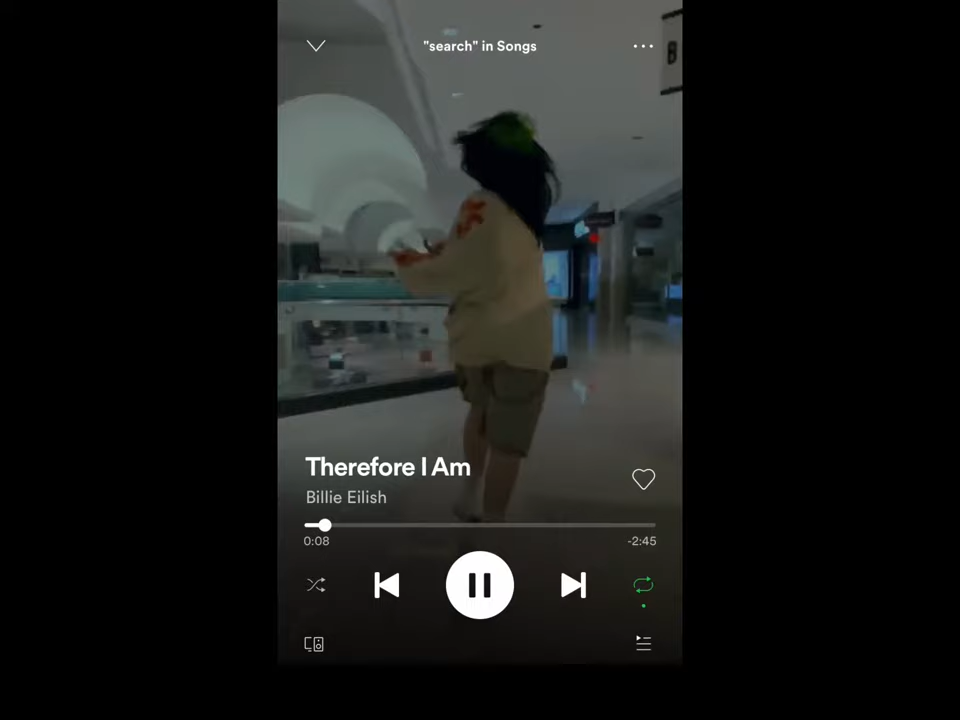 "search" in Songs
B
Therefore I Am
Billie Eilish
0:08
-2:45